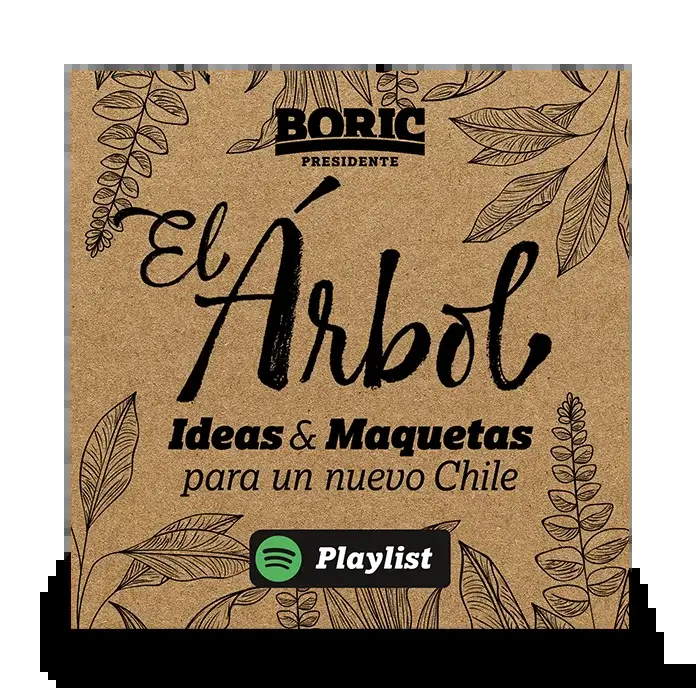 BORIC
PRESIDENTE
El Árbol
Ideas & Maquetas
para un nuevo Chile
Playlist